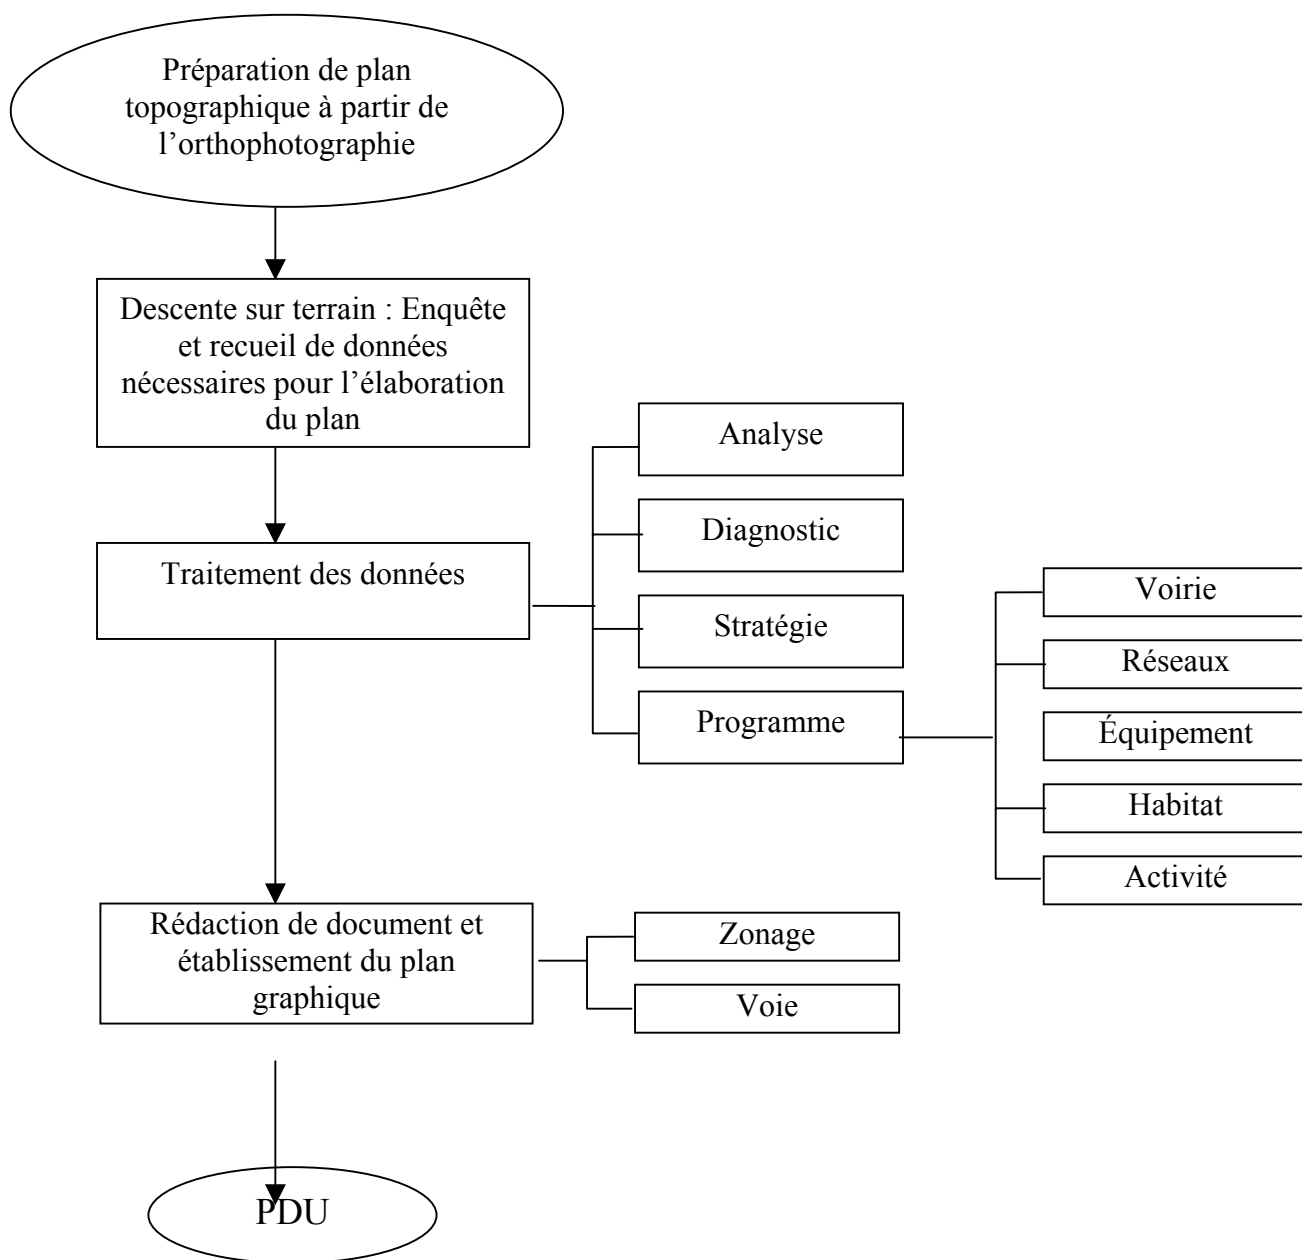 Préparation de plan
topographique à partir de
l’orthophotographie
Descente sur terrain : Enquête
et recueil de données
nécessaires pour l’élaboration
du plan
Traitement des données
Analyse
Diagnostic
Stratégie
Programme
Voirie
Réseaux
Équipement
Habitat
Activité
Rédaction de document et
établissement du plan
graphique
Zonage
Voie
PDU